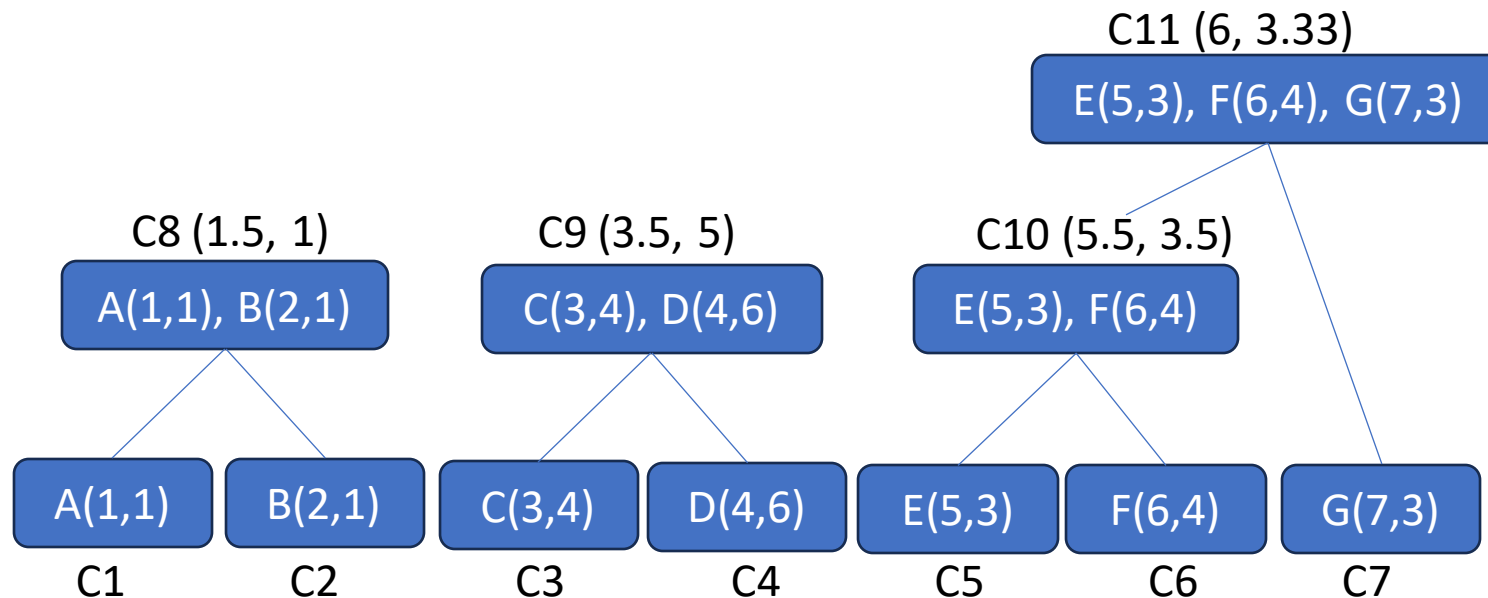 C11 (6, 3.33)
E(5,3), F(6,4), G(7,3)
C8 (1.5, 1)
C9 (3.5, 5)
C10 (5.5, 3.5)
A(1,1), B(2,1)
C(3,4), D(4,6)
E(5,3), F(6,4)
A(1,1)
B(2,1)
C(3,4)
D(4,6)
E(5,3)
F(6,4)
G(7,3)
C1
C2
C3
C4
C5
C6
C7